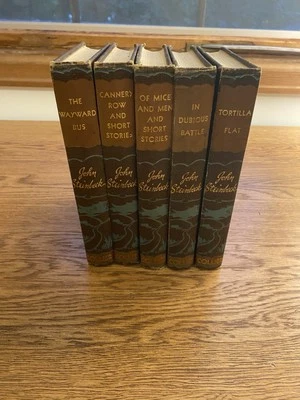 THE
WAYWARD
BUS
John
Steinbeck
CANNERY
ROW
AND
SHORT
STORIES
John
Steinbeck
OF MICE
AND MEN
AND
SHORT
STORIES
John
Steinbeck
IN
DUBIOUS
BATTLE
John
Steinbeck
TORTILLA
FLAT
John
Steinbeck
COLLIER